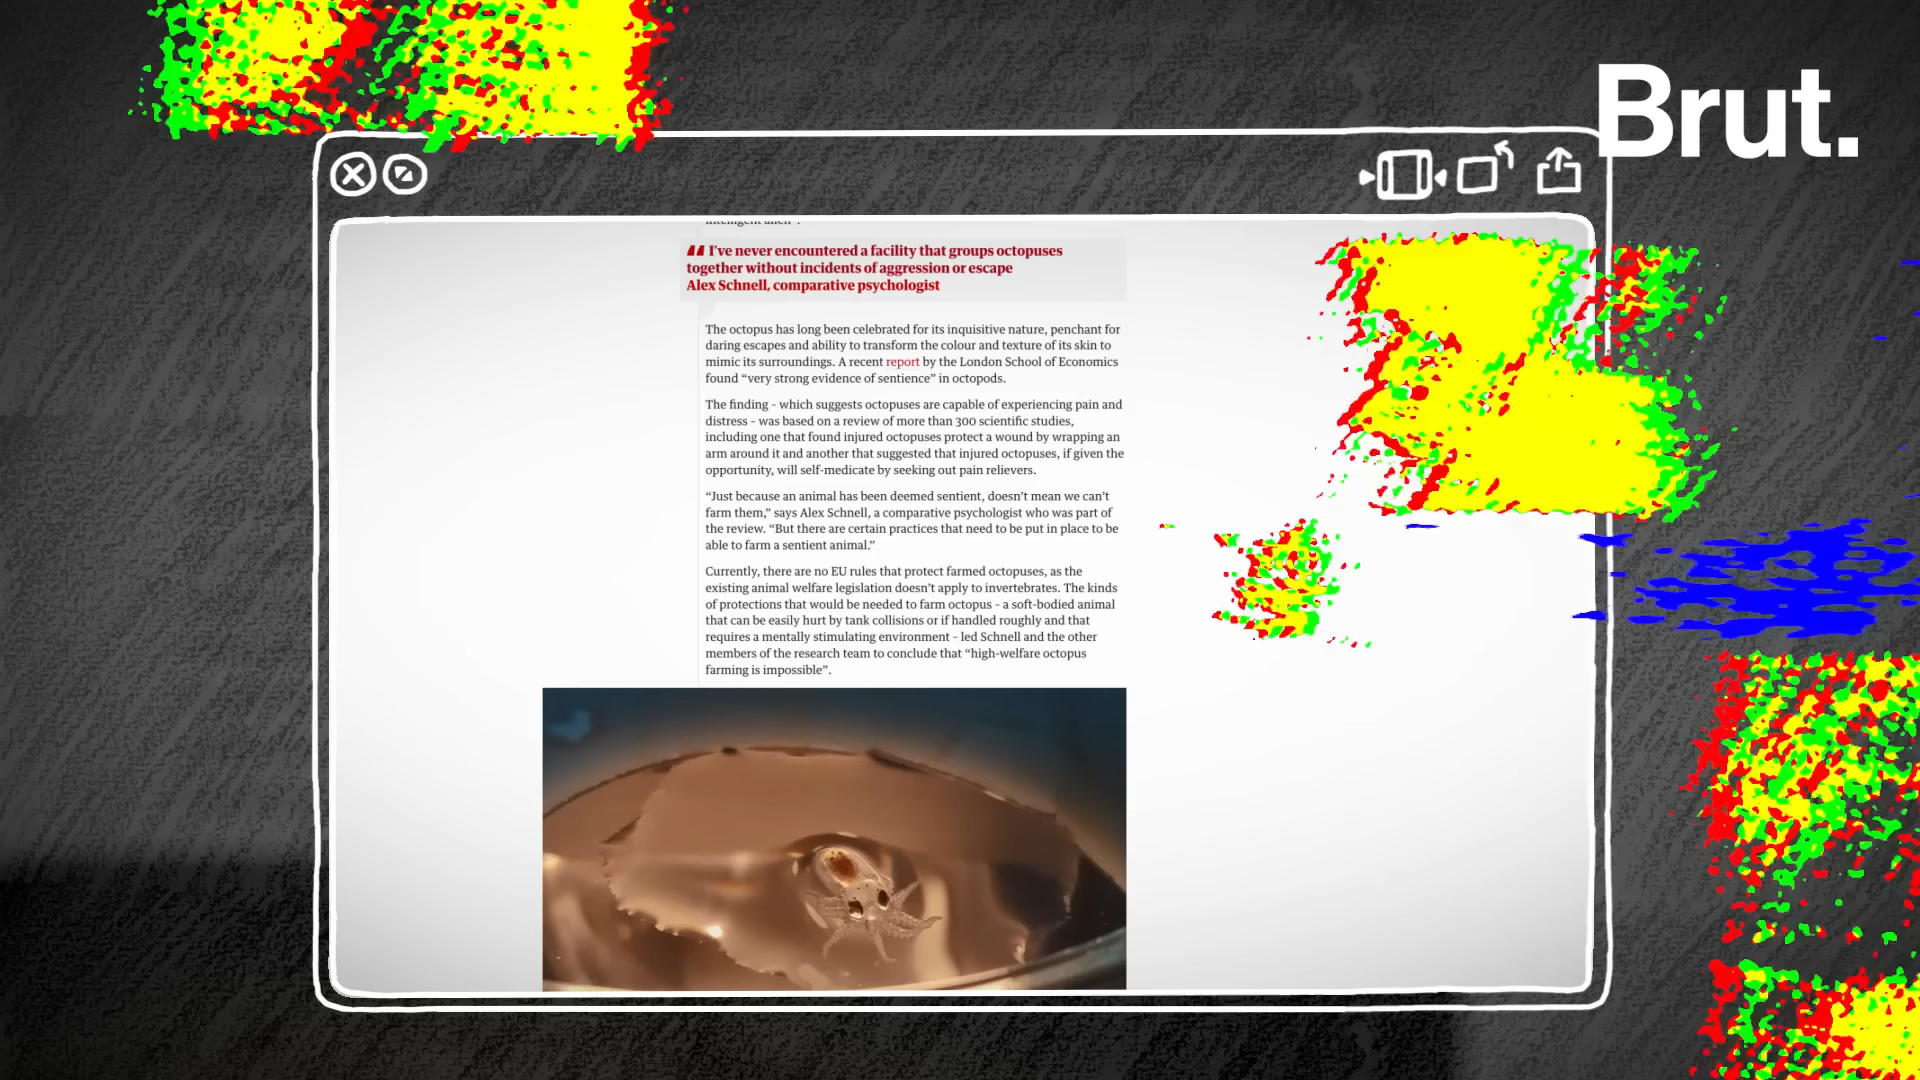 Brut.
intelligent alien”.
“ I've never encountered a facility that groups octopuses
together without incidents of aggression or escape
Alex Schnell, comparative psychologist
The octopus has long been celebrated for its inquisitive nature, penchant for
daring escapes and ability to transform the colour and texture of its skin to
mimic its surroundings. A recent report by the London School of Economics
found “very strong evidence of sentience” in octopods.
The finding – which suggests octopuses are capable of experiencing pain and
distress – was based on a review of more than 300 scientific studies,
including one that found injured octopuses protect a wound by wrapping an
arm around it and another that suggested that injured octopuses, if given the
opportunity, will self-medicate by seeking out pain relievers.
“Just because an animal has been deemed sentient, doesn’t mean we can’t
farm them,” says Alex Schnell, a comparative psychologist who was part of
the review. “But there are certain practices that need to be put in place to be
able to farm a sentient animal.”
Currently, there are no EU rules that protect farmed octopuses, as the
existing animal welfare legislation doesn’t apply to invertebrates. The kinds
of protections that would be needed to farm octopus – a soft-bodied animal
that can be easily hurt by tank collisions or if handled roughly and that
requires a mentally stimulating environment – led Schnell and the other
members of the research team to conclude that “high-welfare octopus
farming is impossible”.